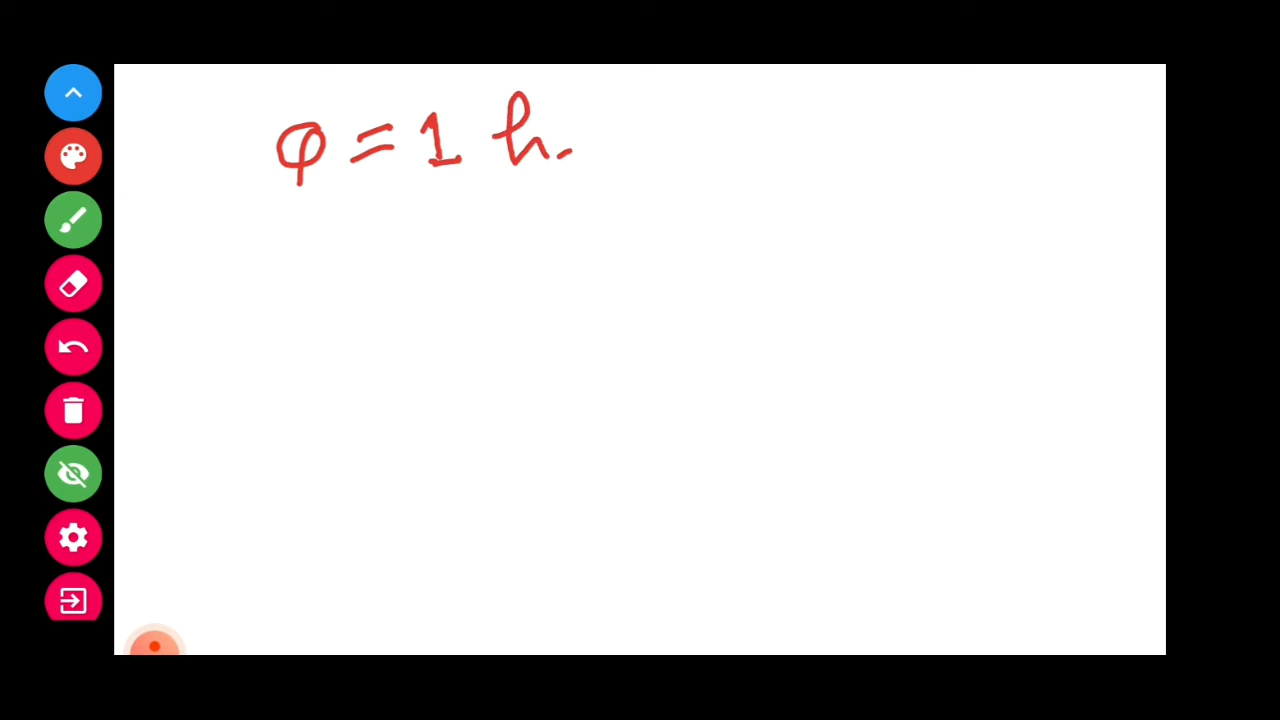 φ = 1 h.